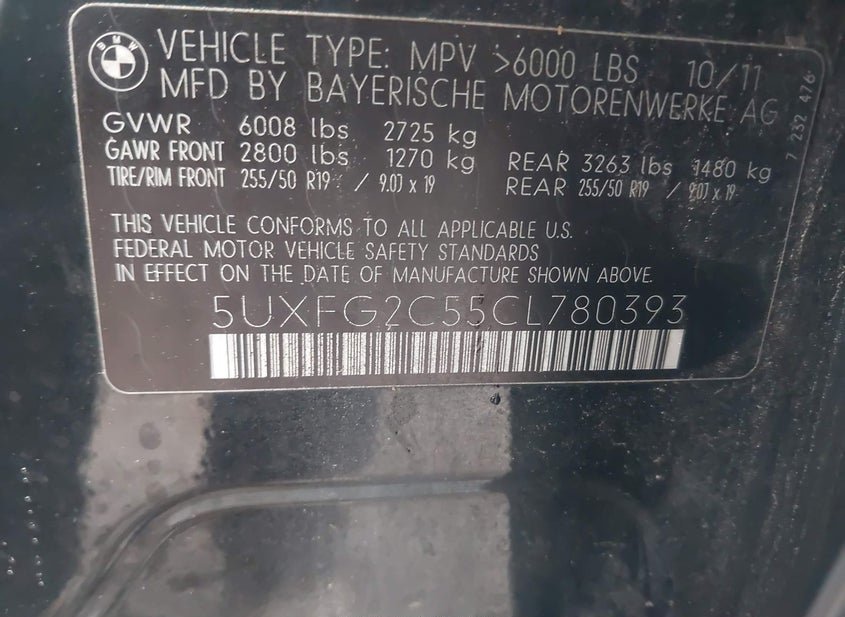 BMW
VEHICLE TYPE: MPV >6000 LBS 10/11
MFD BY BAYERISCHE MOTORENWERKE AG
GVWR 6008 lbs 2725 kg
GAWR FRONT 2800 lbs 1270 kg REAR 3263 lbs 1480 kg
TIRE/RIM FRONT 255/50 R19 / 9.0J x 19 REAR 255/50 R19 / 9.0J x 19
THIS VEHICLE CONFORMS TO ALL APPLICABLE U.S.
FEDERAL MOTOR VEHICLE SAFETY STANDARDS
IN EFFECT ON THE DATE OF MANUFACTURE SHOWN ABOVE.
5UXFG2C55CL780393
7 232 476